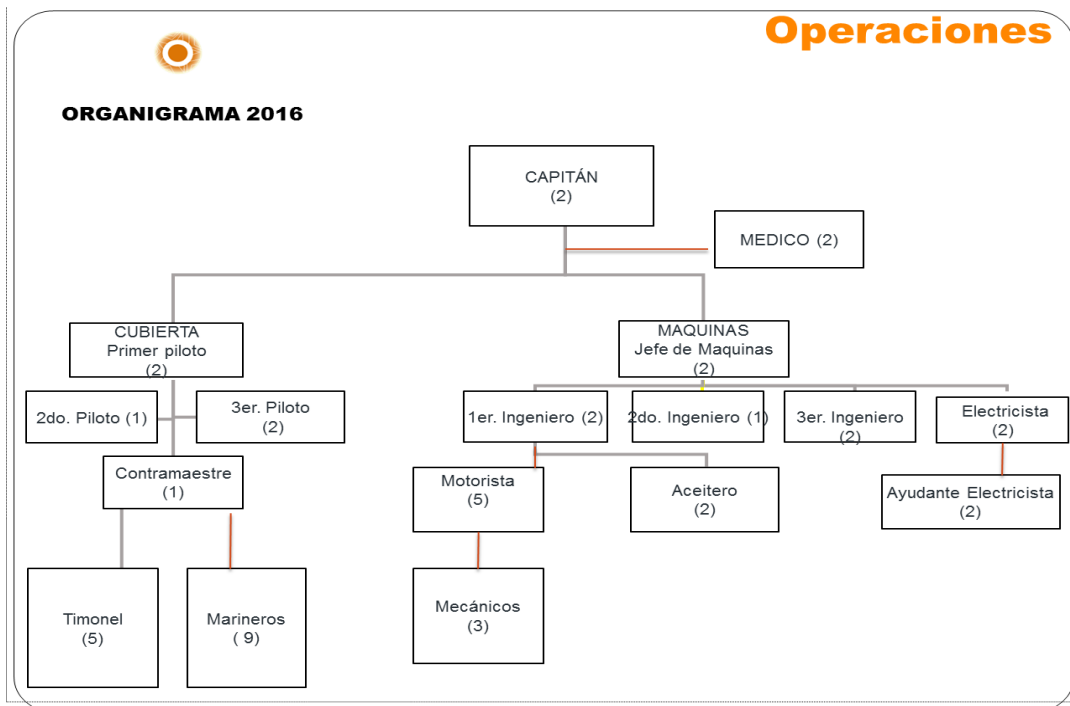 Operaciones
ORGANIGRAMA 2016
CAPITÁN
(2)
MEDICO (2)
CUBIERTA
Primer piloto
(2)
MAQUINAS
Jefe de Maquinas
(2)
2do. Piloto (1)
3er. Piloto
(2)
1er. Ingeniero (2)
2do. Ingeniero (1)
3er. Ingeniero
(2)
Electricista
(2)
Contramaestre
(1)
Motorista
(5)
Aceitero
(2)
Ayudante Electricista
(2)
Timonel
(5)
Marineros
( 9)
Mecánicos
(3)